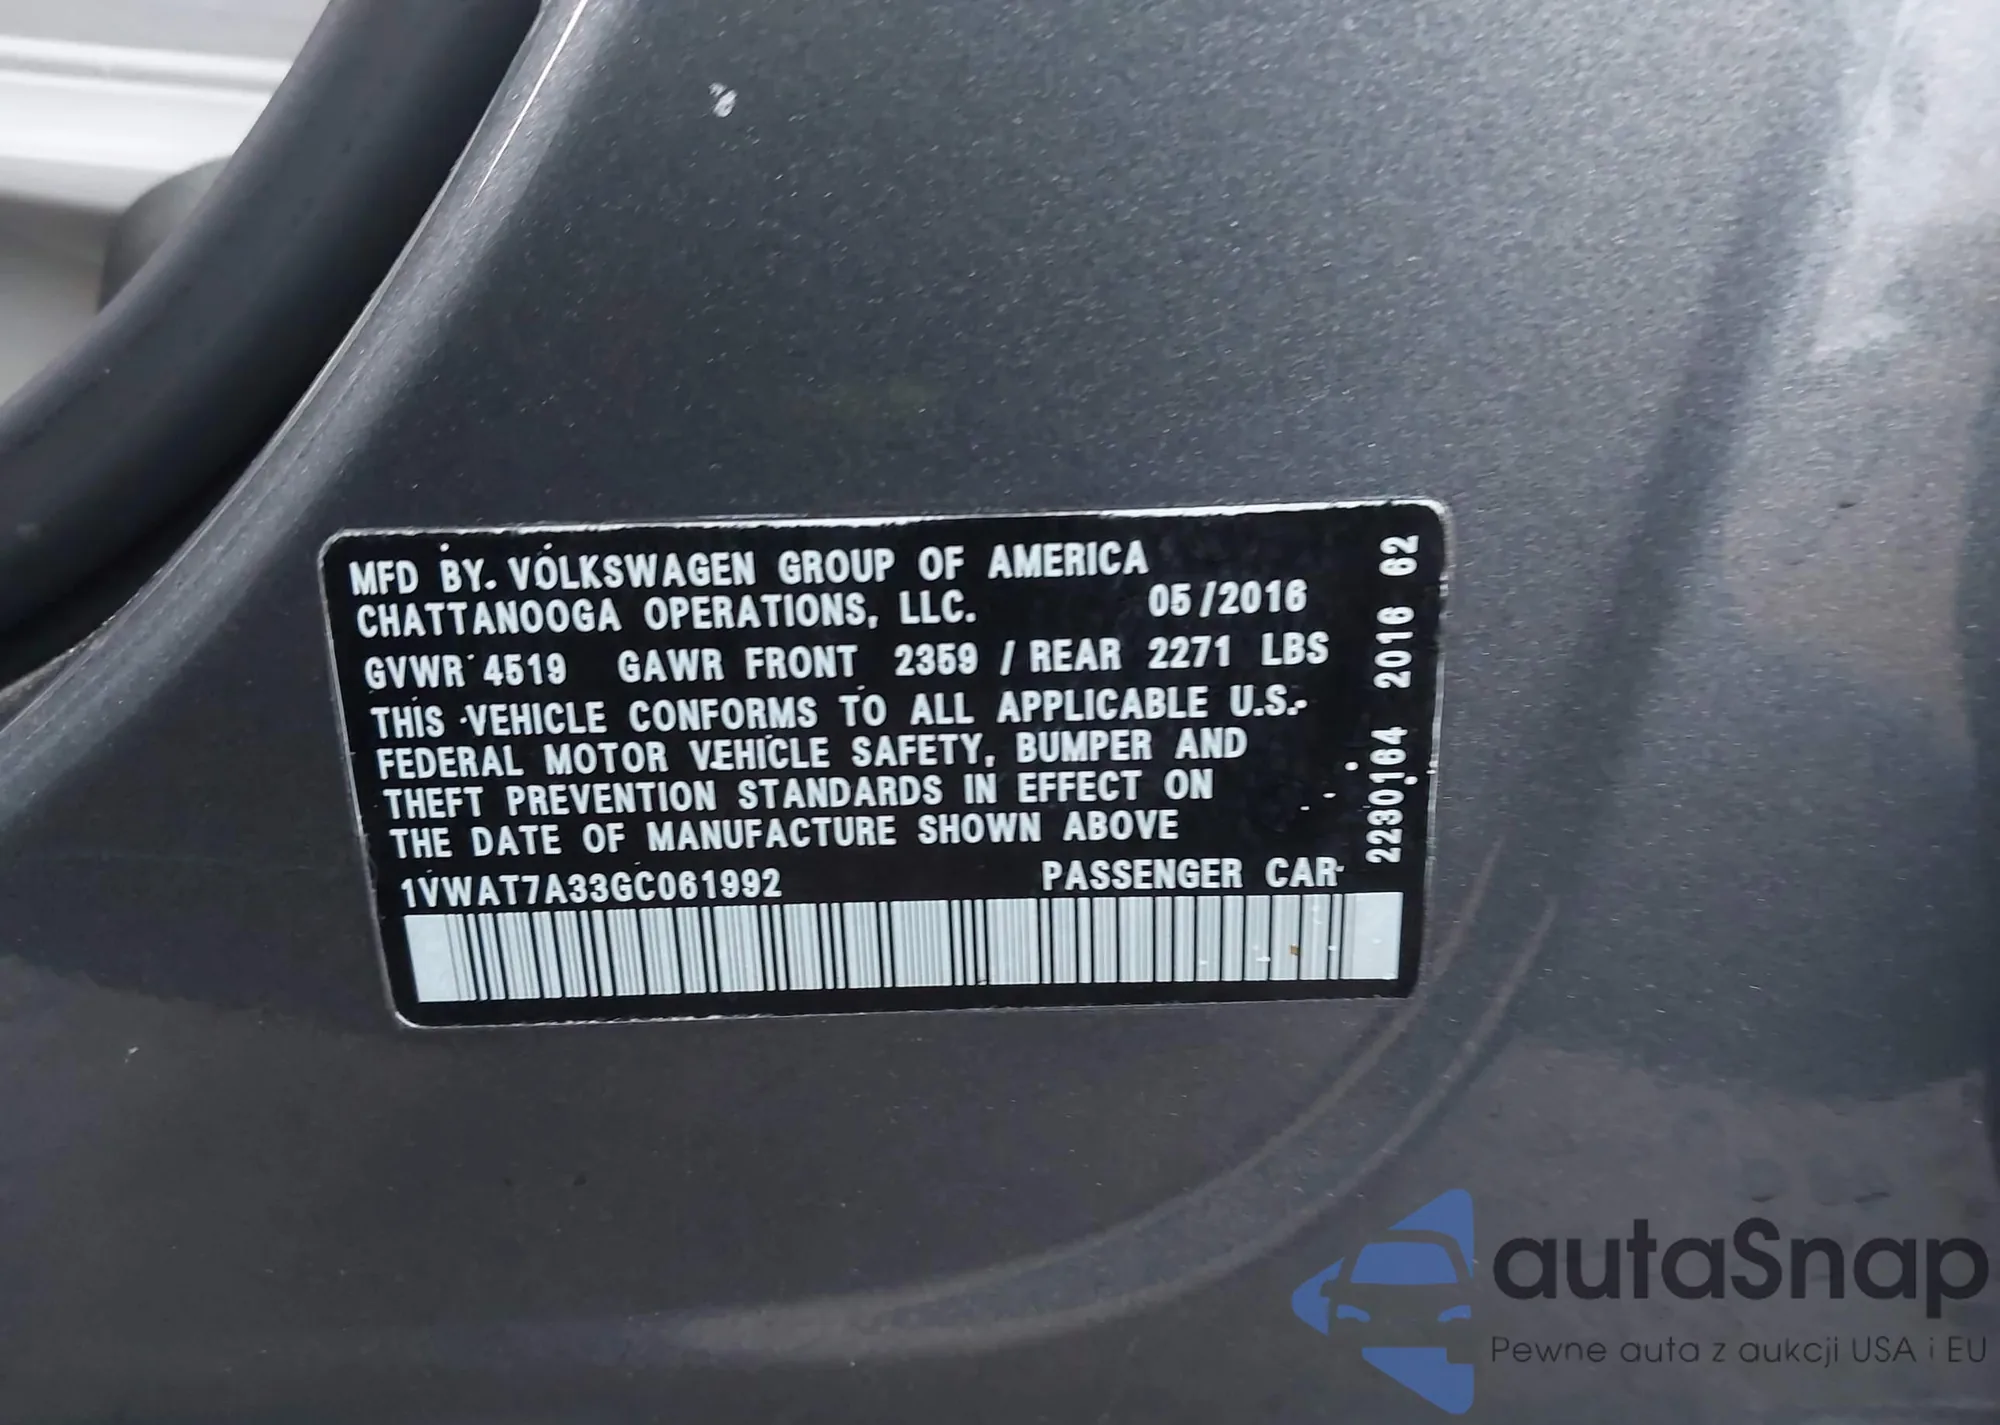 MFD BY. VOLKSWAGEN GROUP OF AMERICA
CHATTANOOGA OPERATIONS, LLC. 05/2016
GVWR 4519 GAWR FRONT 2359 / REAR 2271 LBS
THIS VEHICLE CONFORMS TO ALL APPLICABLE U.S.
FEDERAL MOTOR VEHICLE SAFETY, BUMPER AND
THEFT PREVENTION STANDARDS IN EFFECT ON
THE DATE OF MANUFACTURE SHOWN ABOVE
1VWAT7A33GC061992 PASSENGER CAR
2230164 2016 62
autaSnap
Pewne auta z aukcji USA i EU